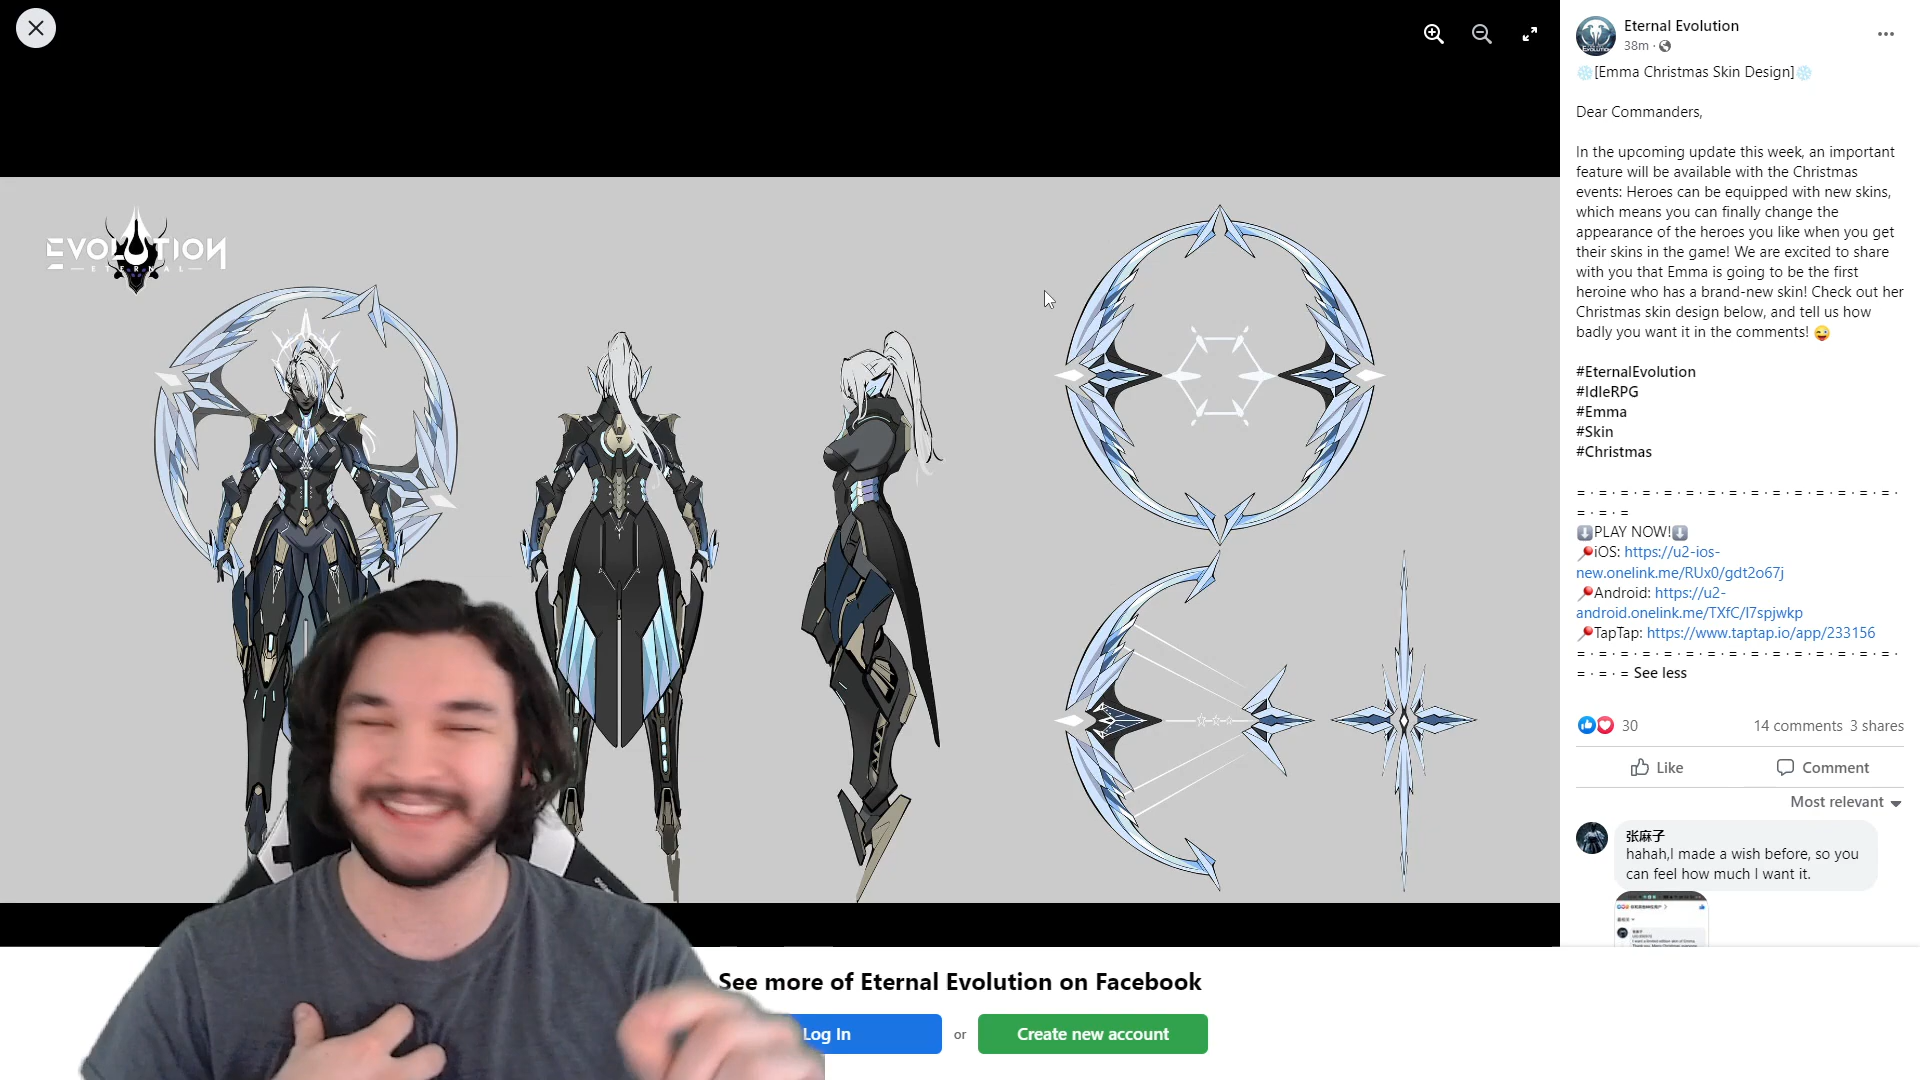 EVOLUTION
ETERNAL
Eternal Evolution
38m ·
[Emma Christmas Skin Design]
Dear Commanders,
In the upcoming update this week, an important
feature will be available with the Christmas
events: Heroes can be equipped with new skins,
which means you can finally change the
appearance of the heroes you like when you get
their skins in the game! We are excited to share
with you that Emma is going to be the first
heroine who has a brand-new skin! Check out her
Christmas skin design below, and tell us how
badly you want it in the comments! 😜
#EternalEvolution
#IdleRPG
#Emma
#Skin
#Christmas
= · = · = · = · = · = · = · = · = · = · = · = · = · = · = ·
= · = · =
⬇️PLAY NOW!⬇️
📍iOS: https://u2-ios-
new.onelink.me/RUx0/gdt2o67j
📍Android: https://u2-
android.onelink.me/TXfC/l7spjwkp
📍TapTap: https://www.taptap.io/app/233156
= · = · = · = · = · = · = · = · = · = · = · = · = · = · = ·
= · = · = See less
30 14 comments 3 shares
Like Comment
Most relevant
张麻子
hahah,I made a wish before, so you
can feel how much I want it.
See more of Eternal Evolution on Facebook
Log In or Create new account